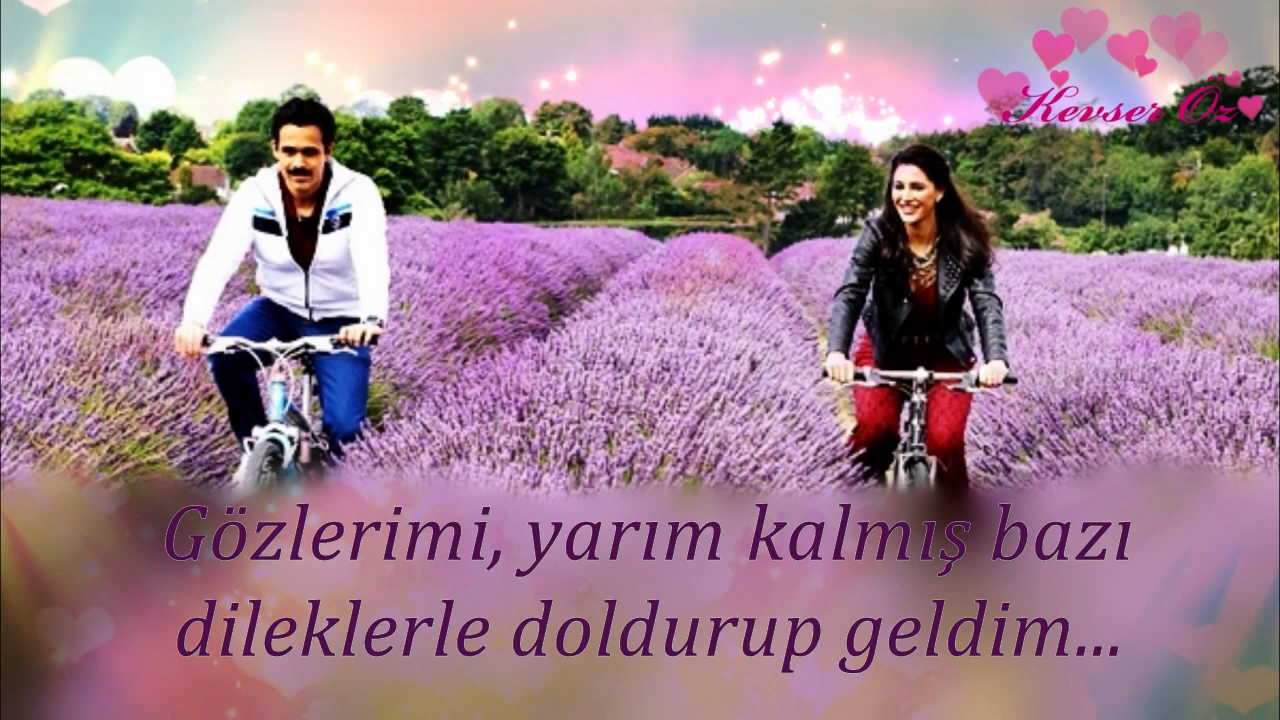 Kevser Öz
Gözlerimi, yarım kalmış bazı
dileklerle doldurup geldim...